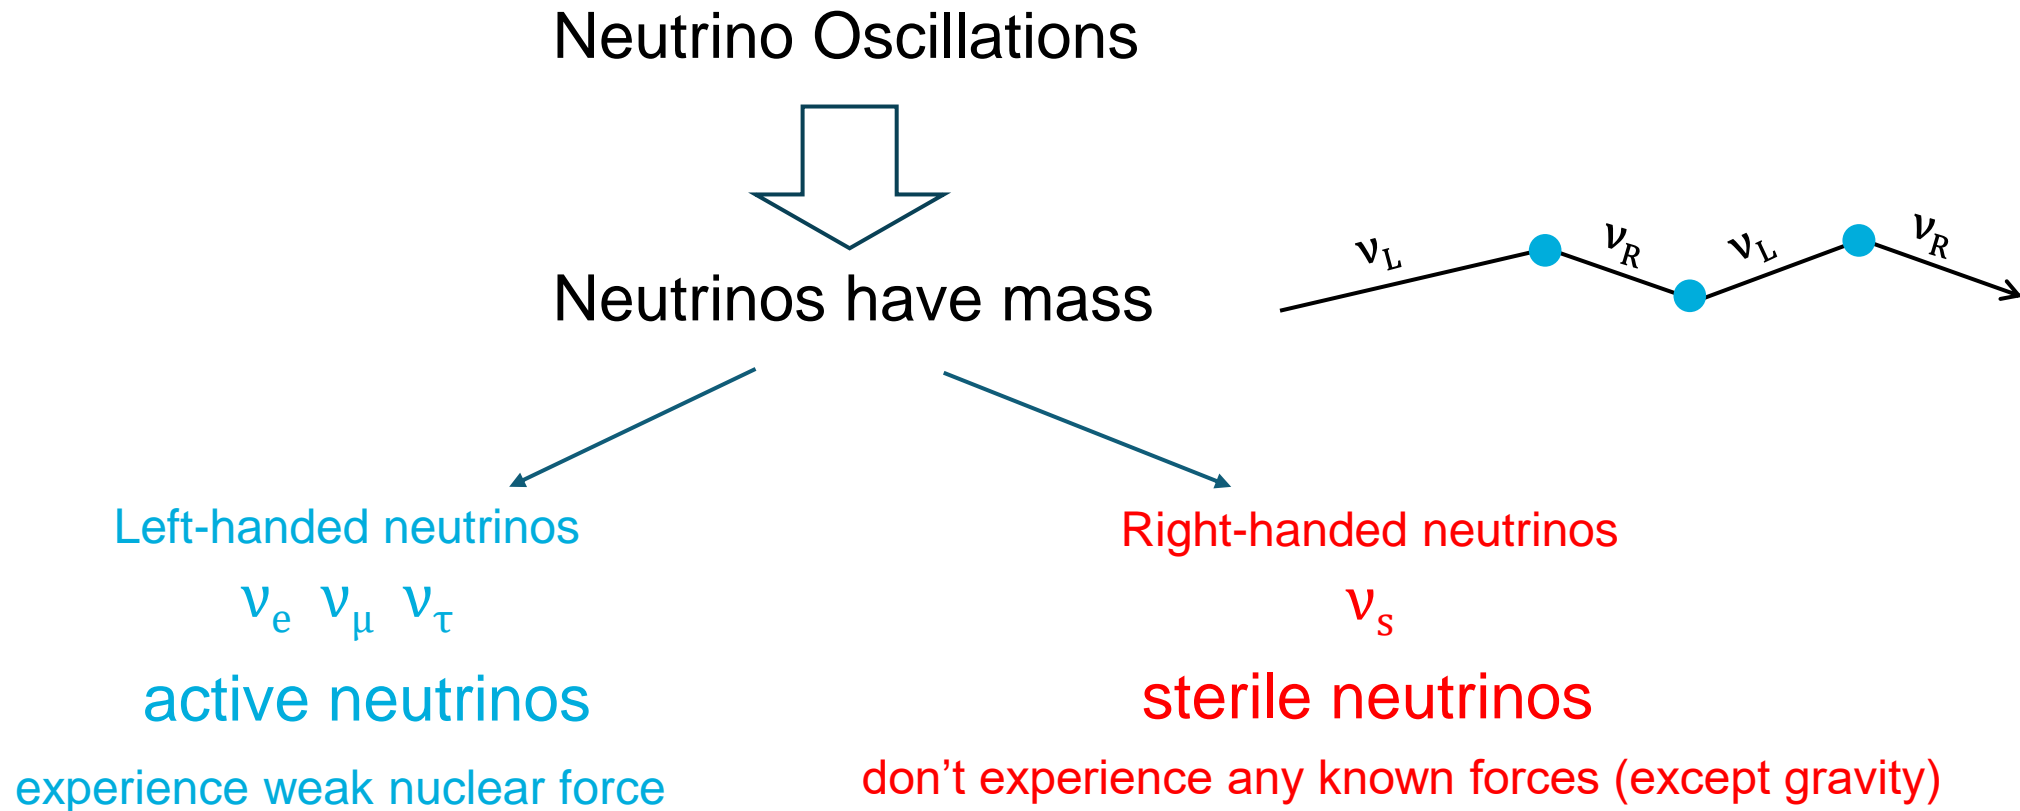 Neutrino Oscillations
ν_L ν_R ν_L ν_R
Neutrinos have mass
Left-handed neutrinos
ν_e ν_μ ν_τ
active neutrinos
experience weak nuclear force
Right-handed neutrinos
ν_s
sterile neutrinos
don’t experience any known forces (except gravity)